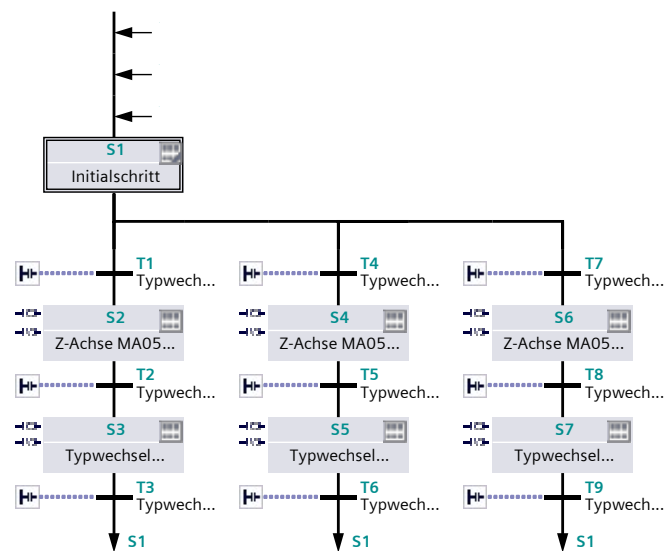 S1
Initialschritt
T1
Typwech...
T4
Typwech...
T7
Typwech...
S2
Z-Achse MA05...
S4
Z-Achse MA05...
S6
Z-Achse MA05...
T2
Typwech...
T5
Typwech...
T8
Typwech...
S3
Typwechsel...
S5
Typwechsel...
S7
Typwechsel...
T3
Typwech...
T6
Typwech...
T9
Typwech...
S1
S1
S1